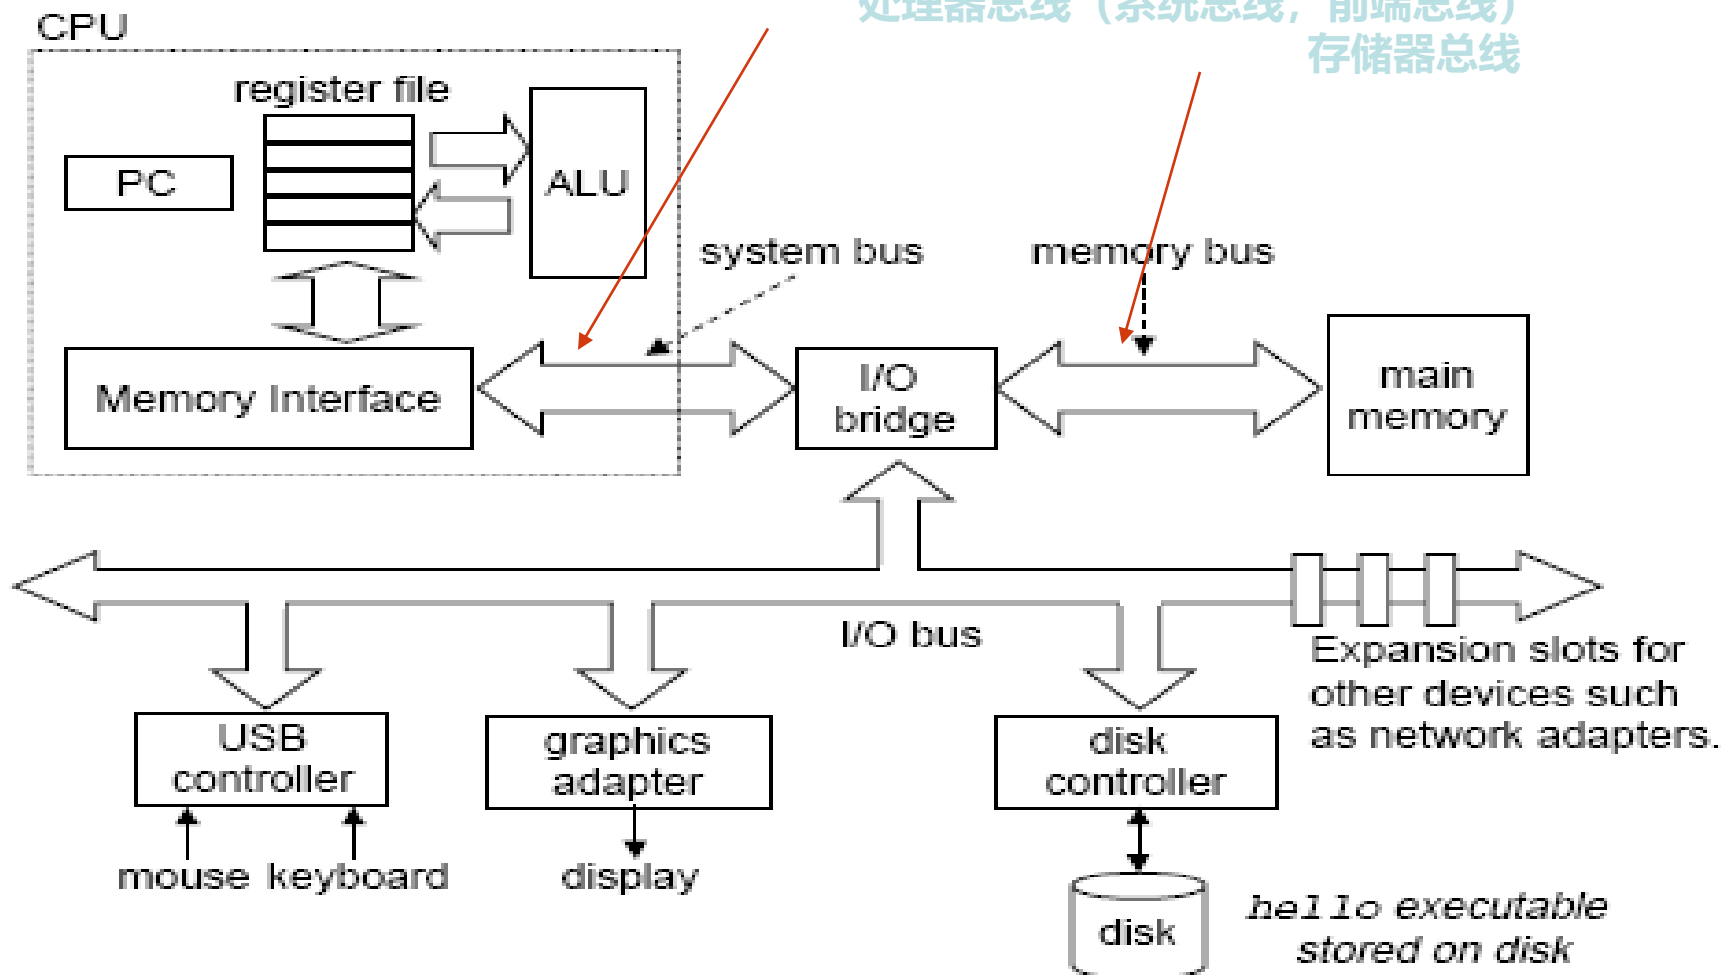 处理器总线（系统总线，前端总线）
存储器总线
CPU
register file
PC
ALU
system bus
memory bus
Memory Interface
I/O
bridge
main
memory
I/O bus
Expansion slots for
other devices such
as network adapters.
USB
controller
graphics
adapter
disk
controller
mouse keyboard
display
disk
hello executable
stored on disk